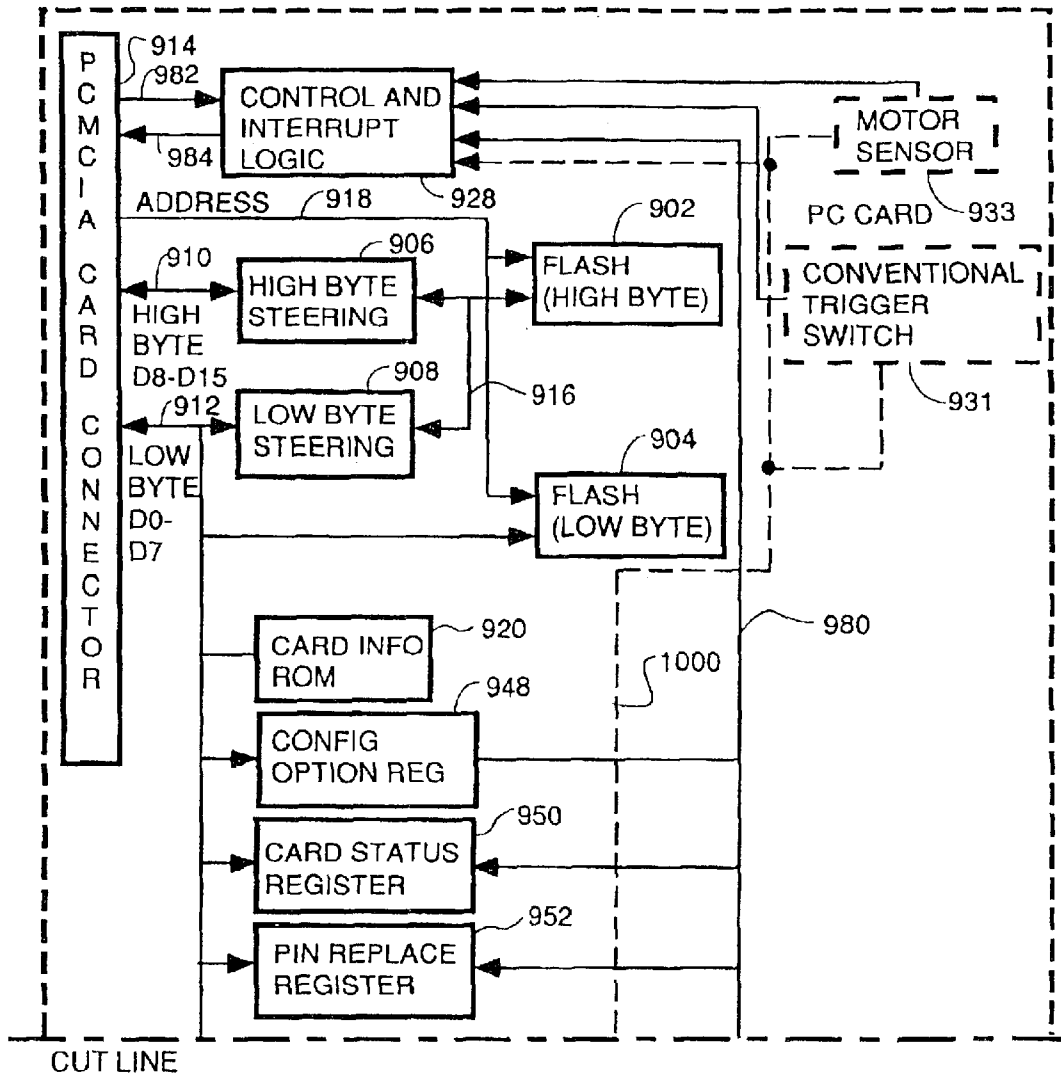 PCMCIA CARD CONNECTOR
914
982
984
CONTROL AND
INTERRUPT
LOGIC
928
MOTOR
SENSOR
933
PC CARD
ADDRESS
918
902
906
910
HIGH BYTE
STEERING
FLASH
(HIGH BYTE)
CONVENTIONAL
TRIGGER
SWITCH
931
HIGH
BYTE
D8-D15
908
916
912
LOW BYTE
STEERING
904
LOW
BYTE
D0-
D7
FLASH
(LOW BYTE)
920
CARD INFO
ROM
980
1000
948
CONFIG
OPTION REG
950
CARD STATUS
REGISTER
952
PIN REPLACE
REGISTER
CUT LINE